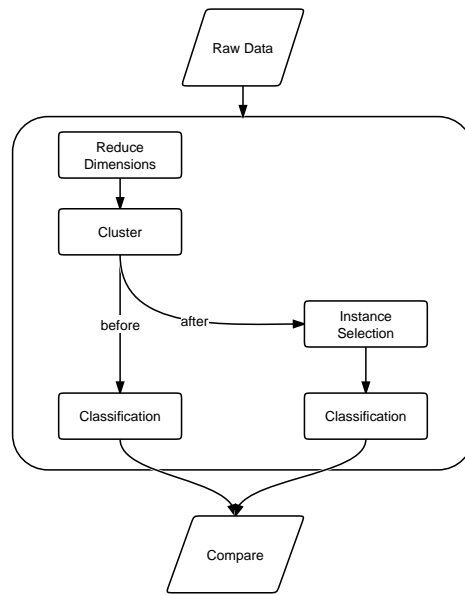 Raw Data
Reduce
Dimensions
Cluster
before
after
Instance
Selection
Classification
Classification
Compare